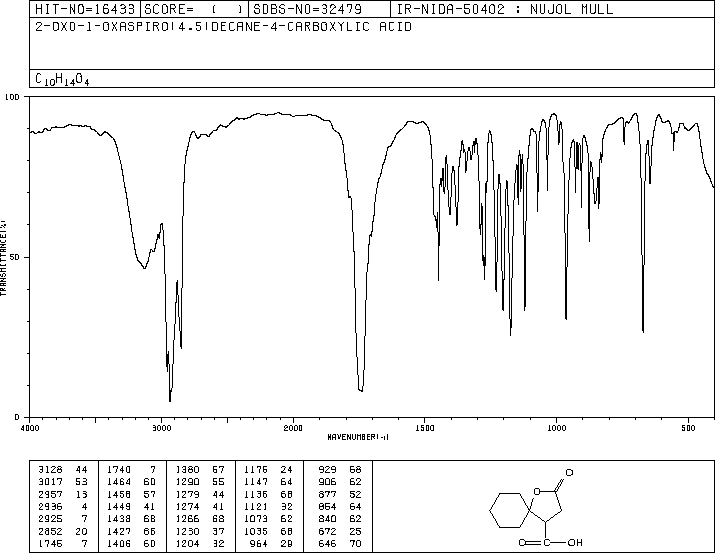 HIT-NO=16433 SCORE= ( ) SDBS-NO=32479 IR-NIDA-50402 : NUJOL MULL
2-OXO-1-OXASPIRO(4.5)DECANE-4-CARBOXYLIC ACID
C10H14O4
100
50
0
TRANSMITTANCE(%)
4000 3000 2000 1500 1000 500
WAVENUMBER(-1)
3128 44 1740 7 1380 57 1176 24 929 68
3017 53 1464 60 1290 55 1147 64 906 62
2957 13 1458 57 1279 44 1136 68 877 52
2936 4 1449 41 1274 41 1121 32 854 64
2925 7 1438 68 1266 68 1073 62 840 62
2852 20 1427 66 1230 37 1035 68 672 25
1746 7 1406 60 1204 32 964 29 646 70
O
O
O=C—OH